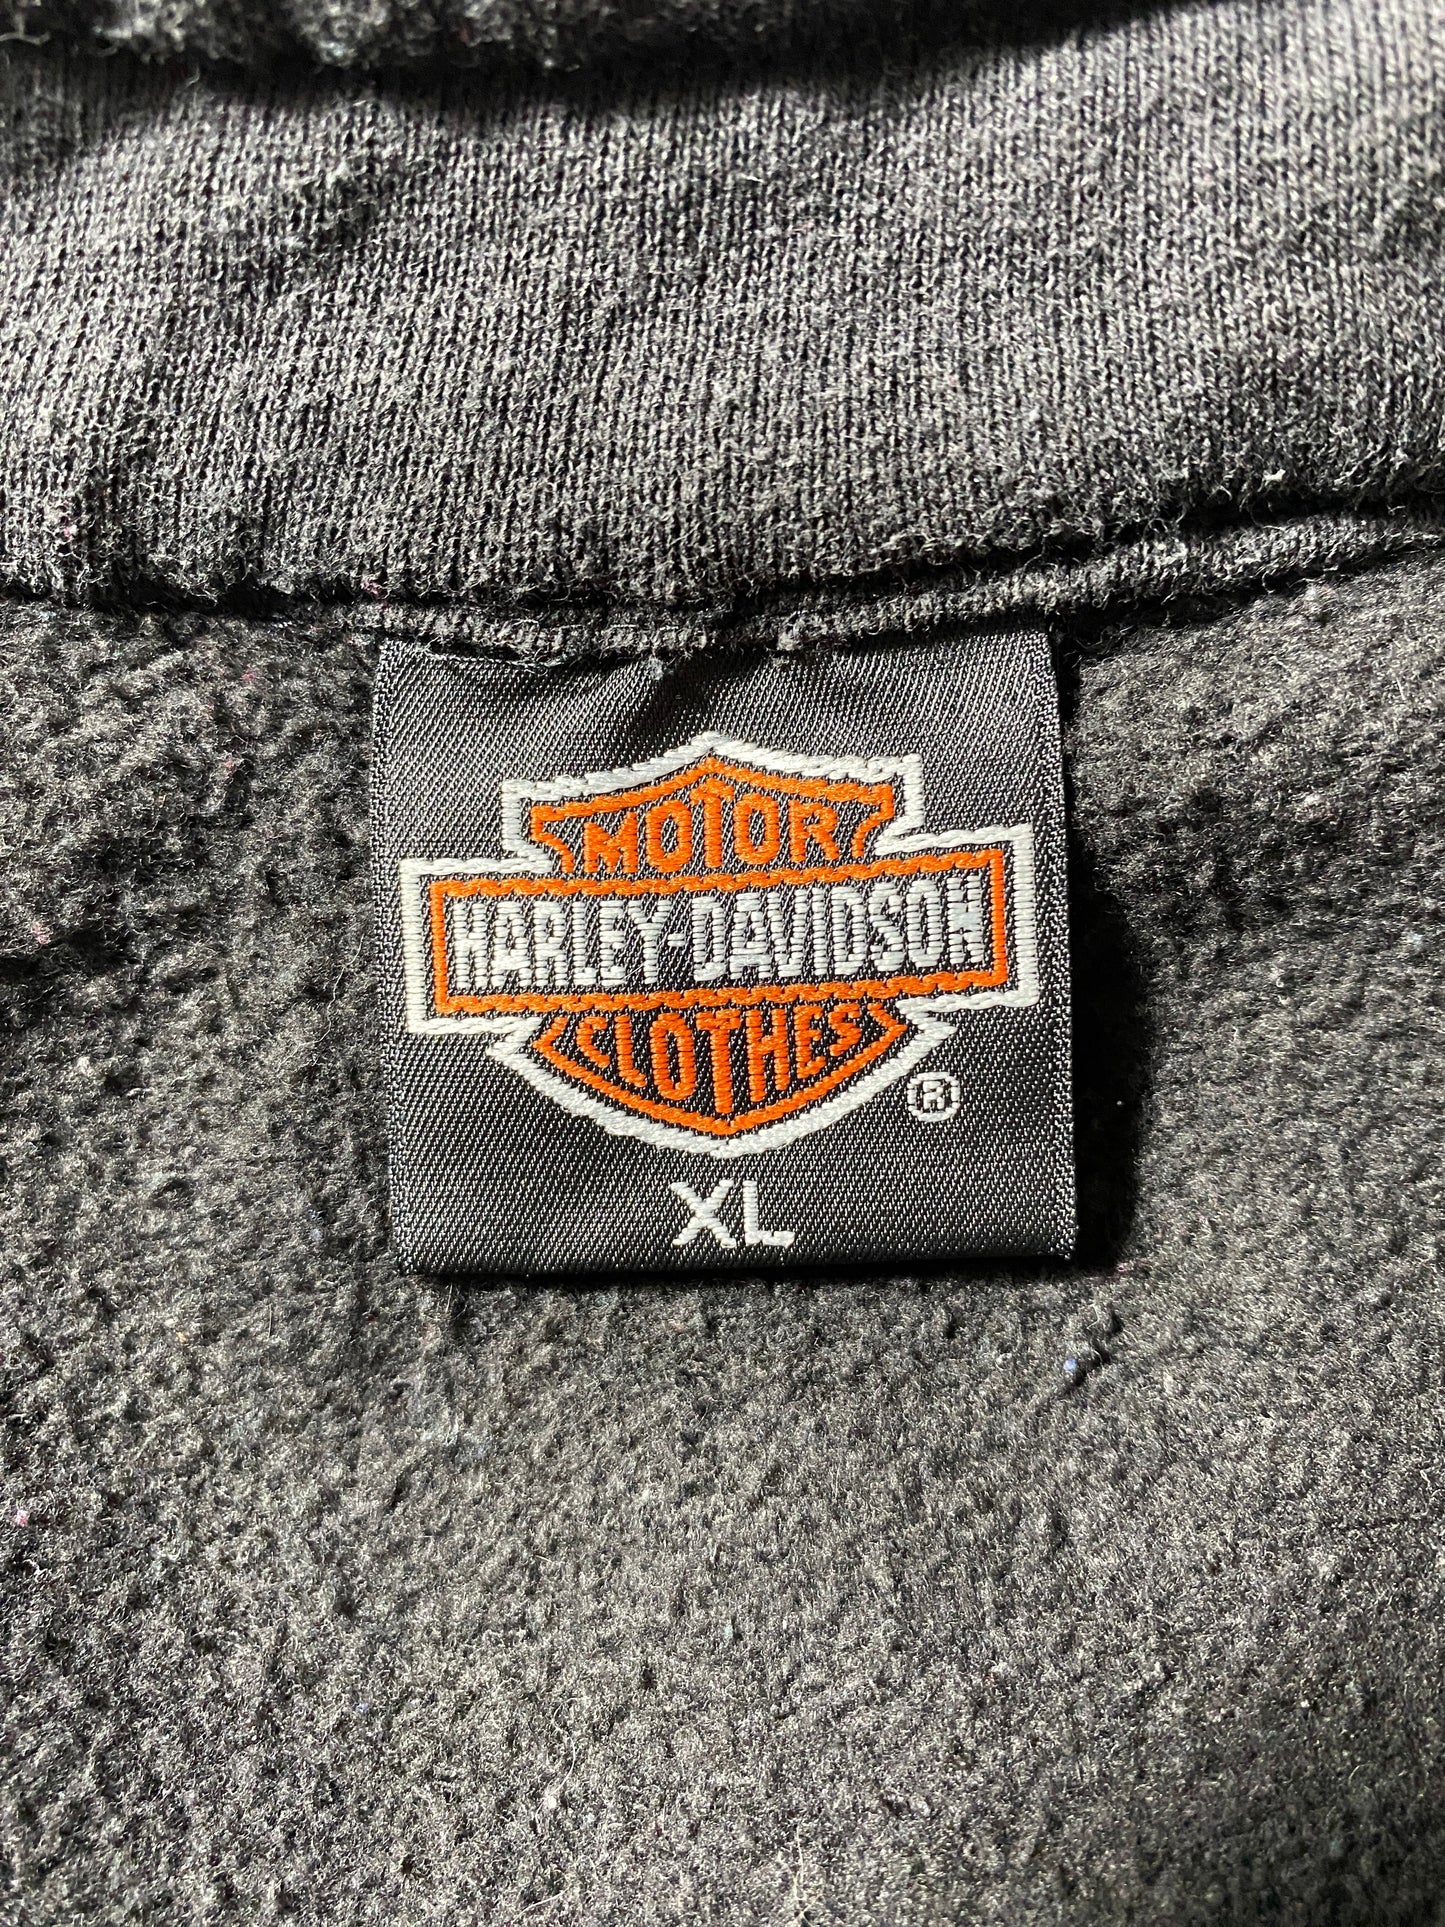 MOTOR
HARLEY-DAVIDSON
CLOTHES
®
XL